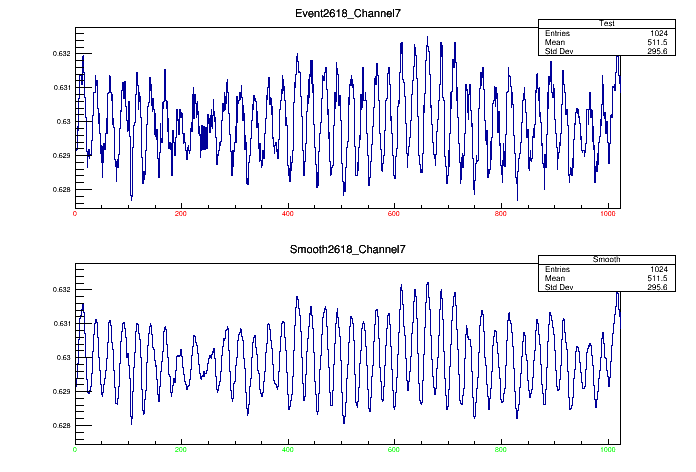 Event2618_Channel7
Test
Entries 1024
Mean 511.5
Std Dev 295.6
0.632
0.631
0.63
0.629
0.628
0 200 400 600 800 1000
Smooth2618_Channel7
Smooth
Entries 1024
Mean 511.5
Std Dev 295.6
0.632
0.631
0.63
0.629
0.628
0 200 400 600 800 1000